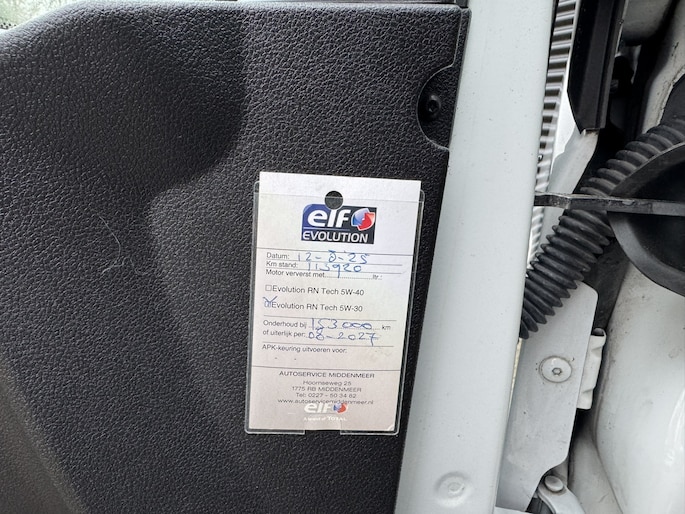 elf
EVOLUTION
Datum: 12-8-25
Km stand: 113920
Motor ververst met: ltr.
Evolution RN Tech 5W-40
Evolution RN Tech 5W-30
Onderhoud bij 153000 km
of uiterlijk per: 08-2027
APK-keuring uitvoeren voor:
AUTOSERVICE MIDDENMEER
Hoornseweg 25
1775 RB MIDDENMEER
Tel: 0227 - 50 34 62
www.autoservicemiddenmeer.nl
elf